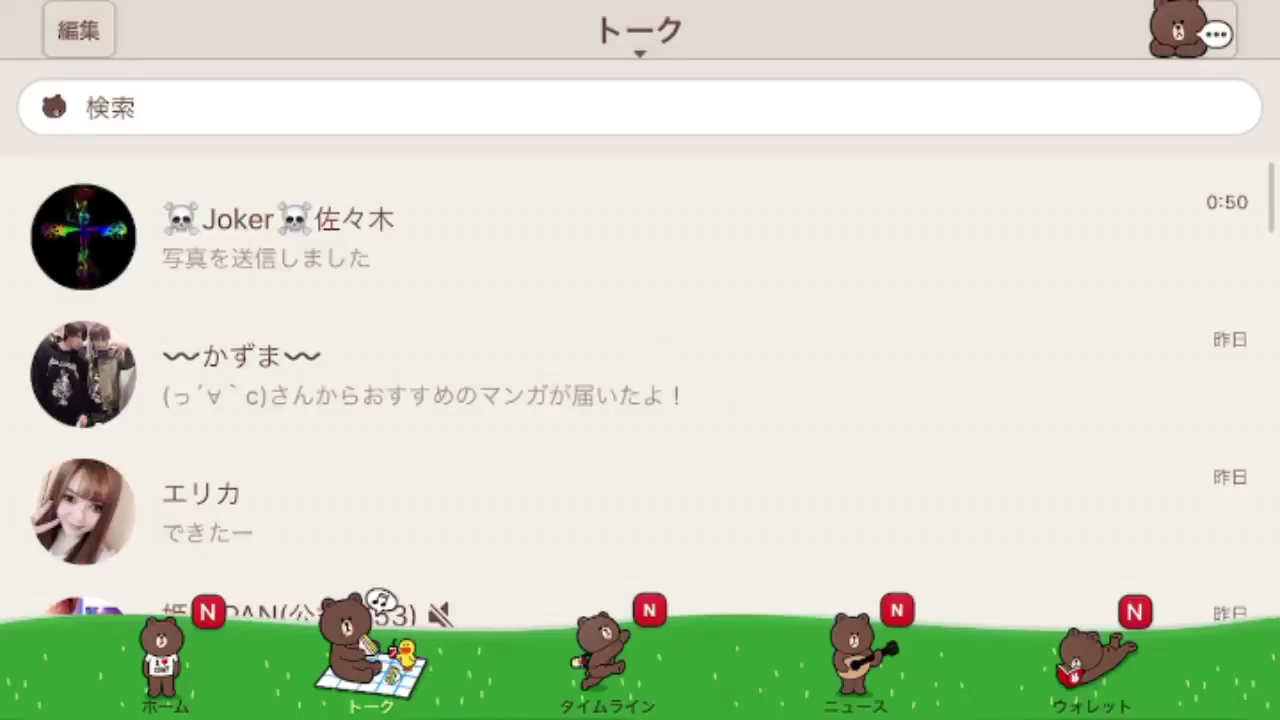 編集
トーク
検索
☠️Joker☠️佐々木
0:50
写真を送信しました
〰かずま〰
昨日
(っ´∀｀c)さんからおすすめのマンガが届いたよ！
エリカ
昨日
できたー
昨日
N
N
N
N
I ♥ CONY
ホーム
トーク
タイムライン
ニュース
ウォレット